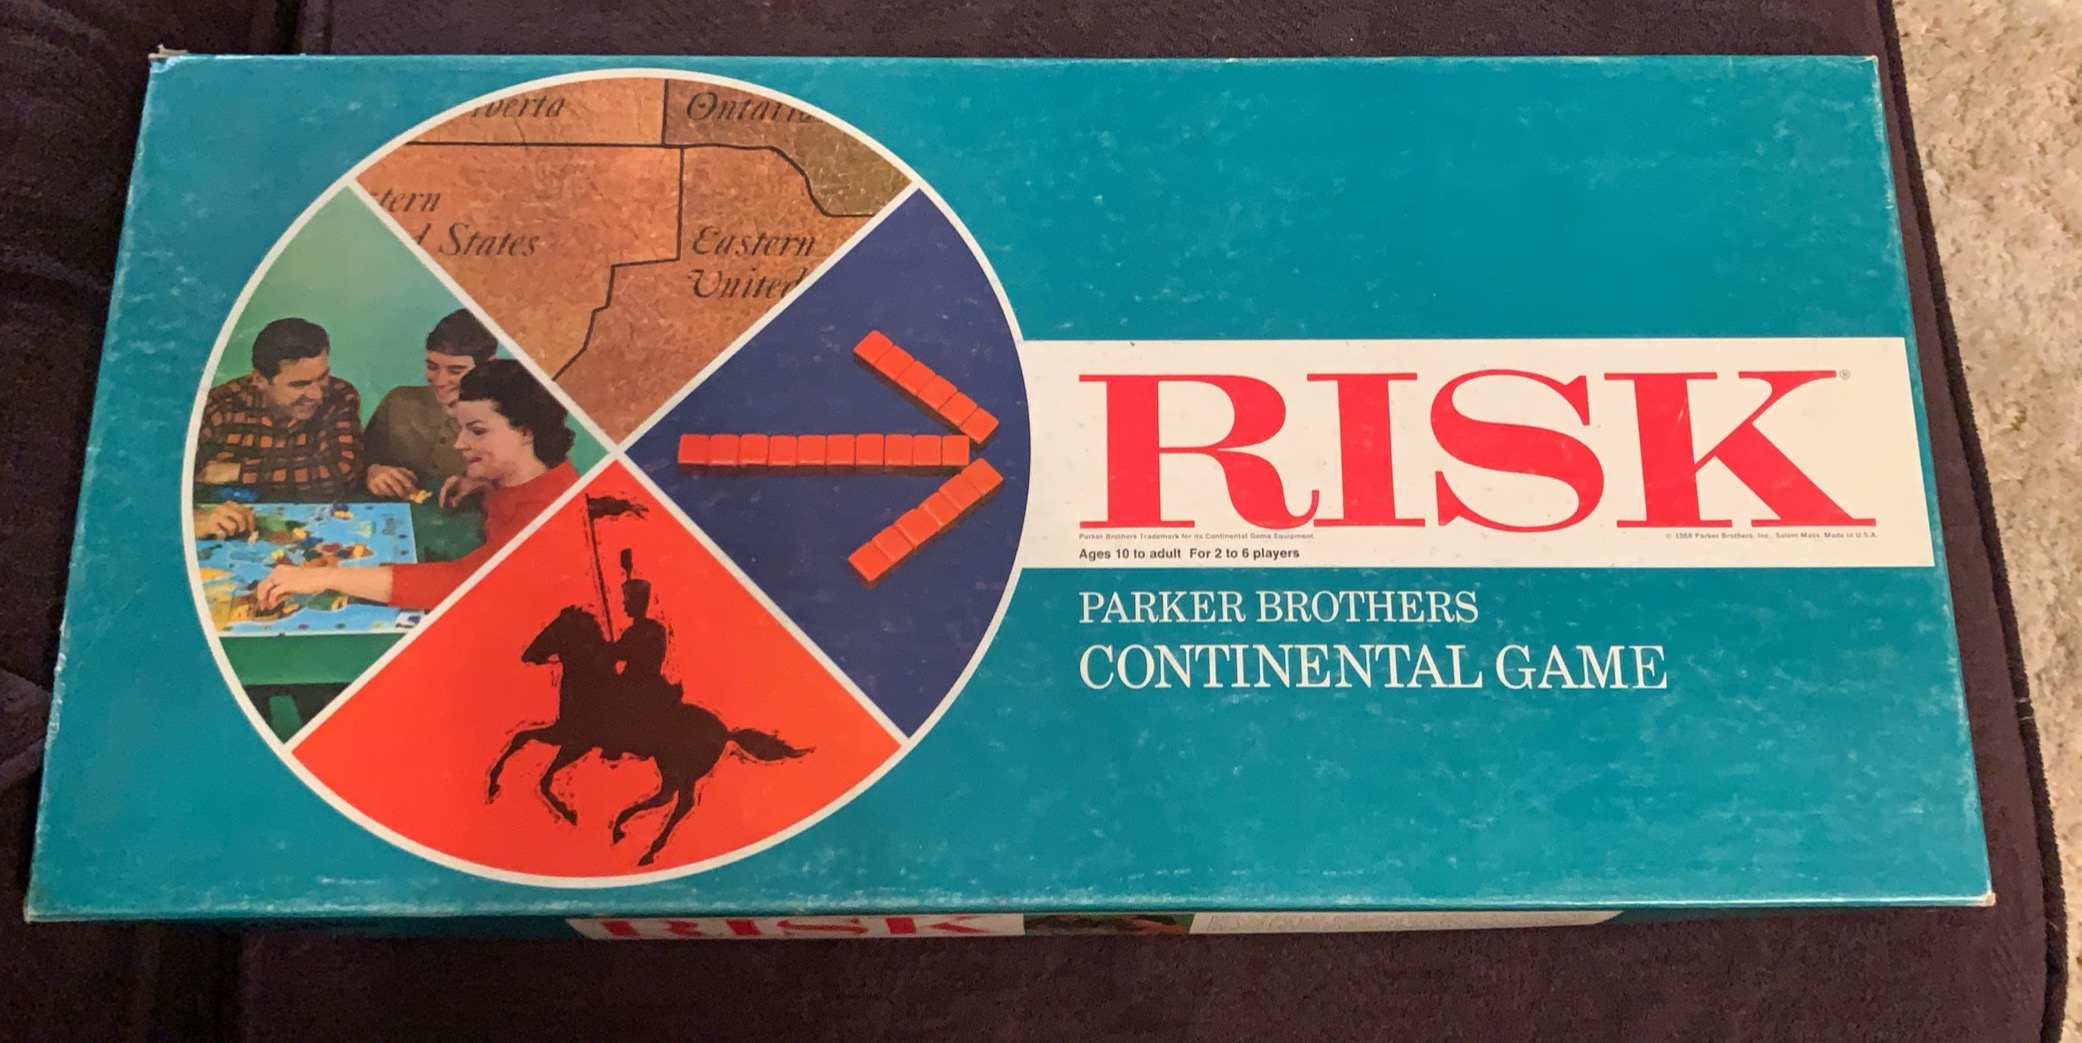 berta
Ontari
tern
d States
Eastern
United
RISK®
Parker Brothers Trademark for its Continental Game Equipment
© 1968 Parker Brothers, Inc., Salem Mass. Made in U.S.A.
Ages 10 to adult For 2 to 6 players
PARKER BROTHERS
CONTINENTAL GAME
RISK